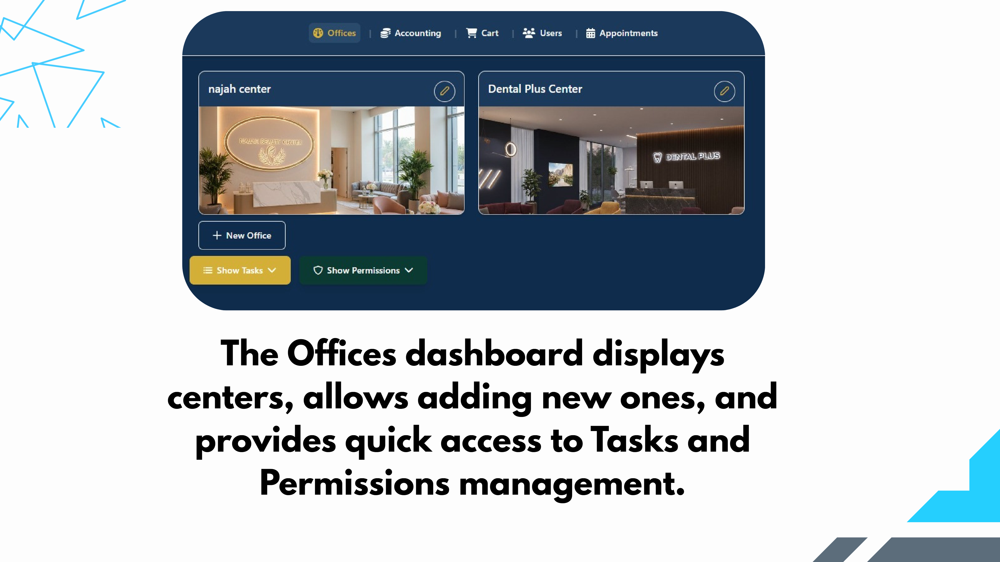 Offices | Accounting | Cart | Users | Appointments
najah center
Dental Plus Center
NAJAH BEAUTY CENTER
DENTAL PLUS
New Office
Show Tasks
Show Permissions
The Offices dashboard displays
centers, allows adding new ones, and
provides quick access to Tasks and
Permissions management.